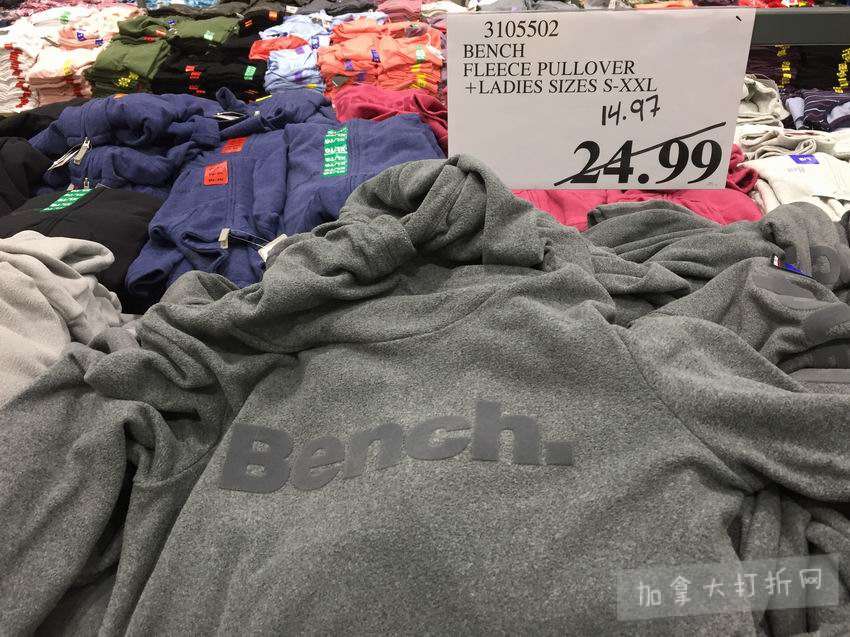 3105502
BENCH
FLEECE PULLOVER
+LADIES SIZES S-XXL
14.97
24.99
Bench.
加拿大打折网